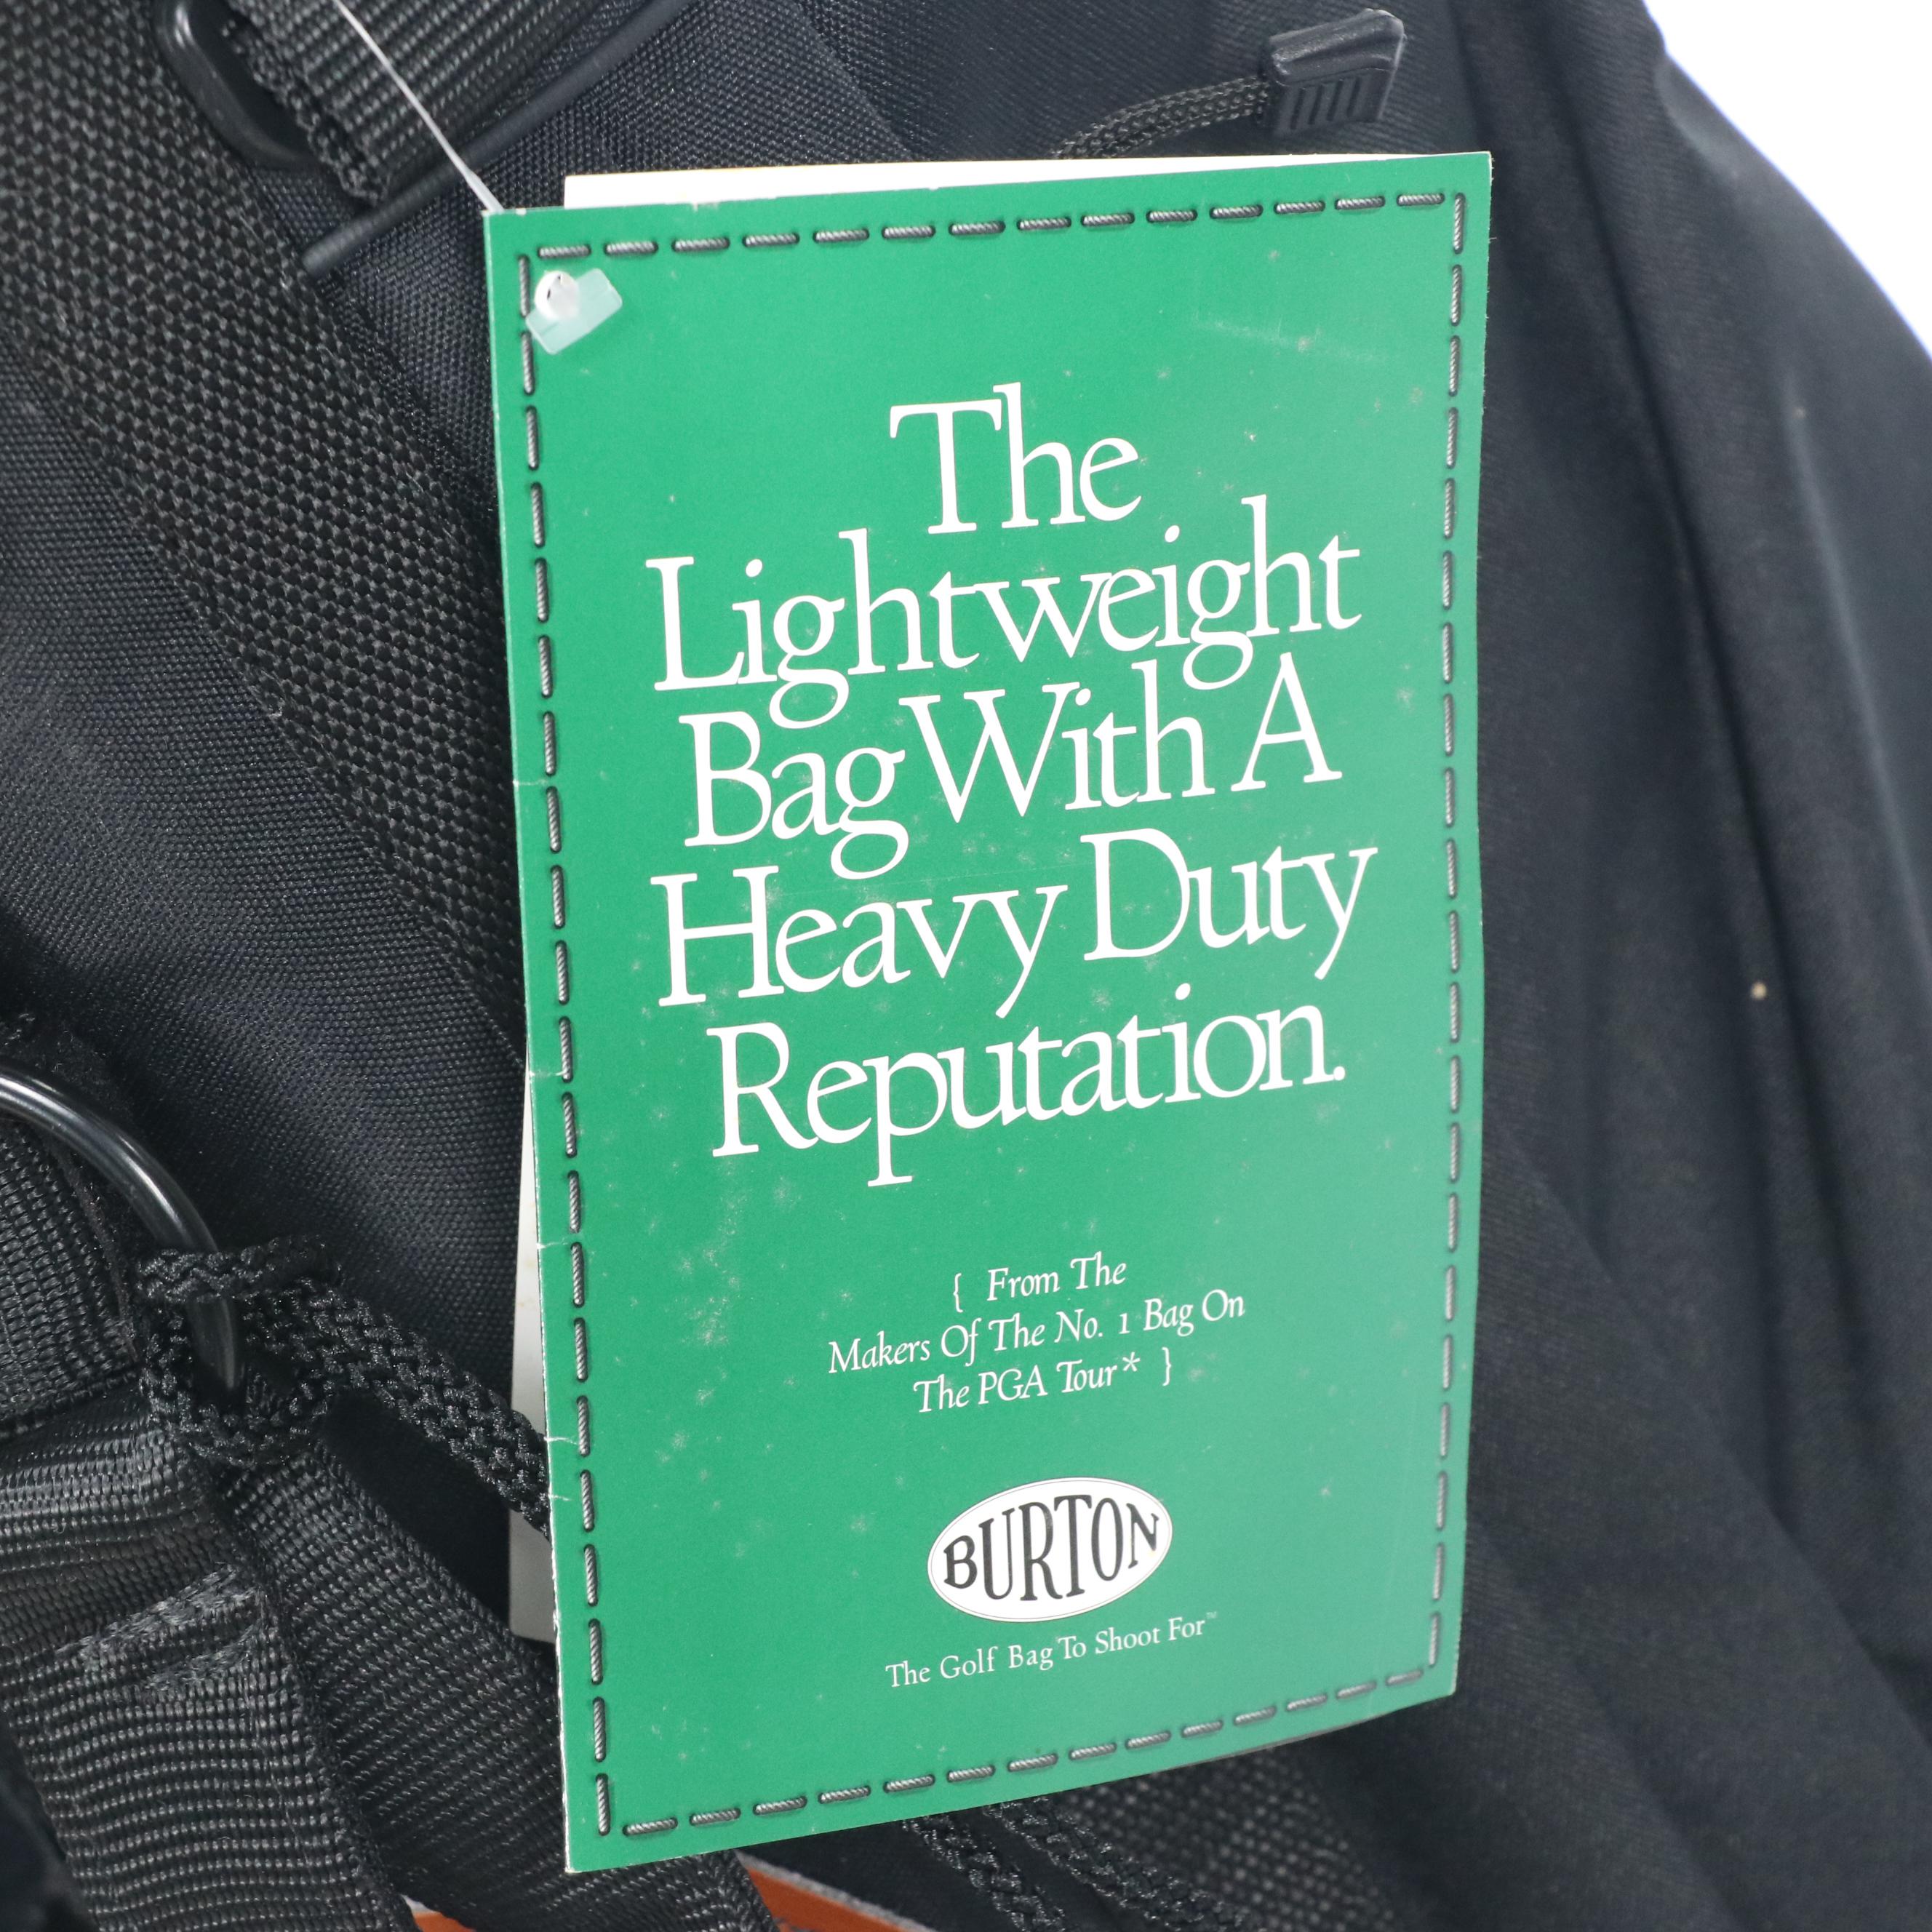 The
Lightweight
Bag With A
Heavy Duty
Reputation.
{ From The
Makers Of The No. 1 Bag On
The PGA Tour* }
BURTON
The Golf Bag To Shoot For™